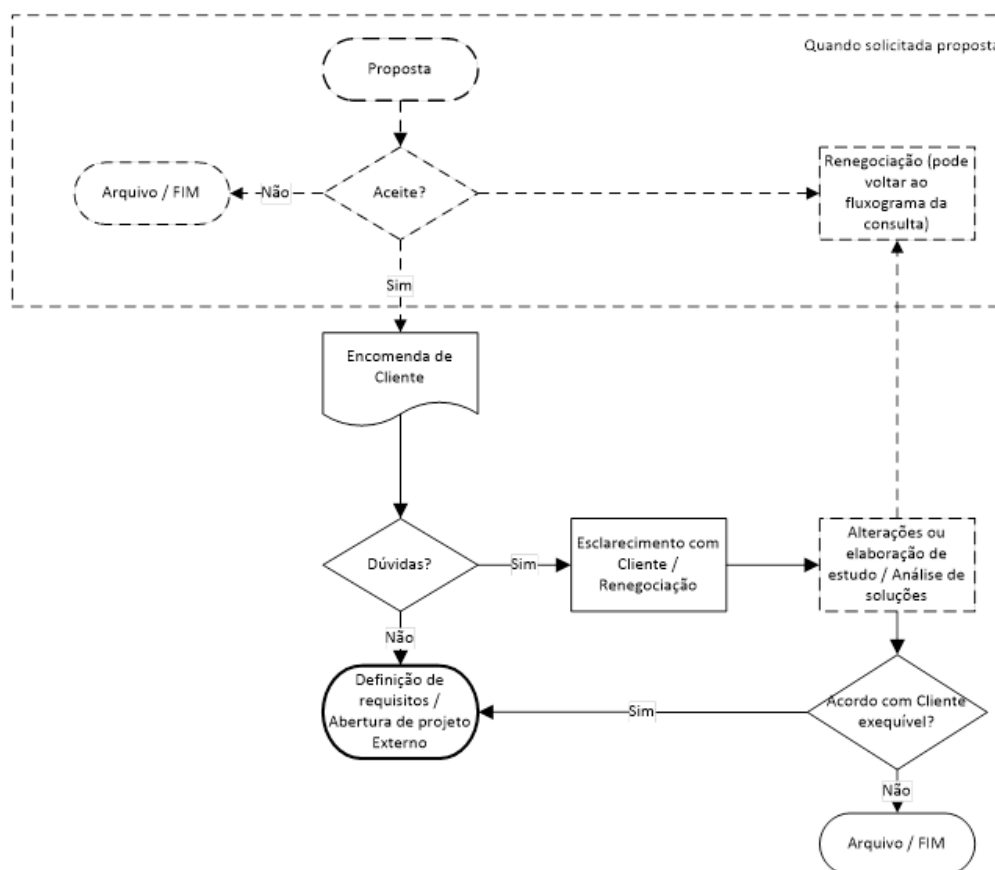 Quando solicitada proposta
Proposta
Arquivo / FIM
Não
Aceite?
Renegociação (pode
voltar ao
fluxograma da
consulta)
Sim
Encomenda de
Cliente
Dúvidas?
Sim
Esclarecimento com
Cliente /
Renegociação
Alterações ou
elaboração de
estudo / Análise de
soluções
Não
Definição de
requisitos /
Abertura de projeto
Externo
Sim
Acordo com Cliente
exequível?
Não
Arquivo / FIM